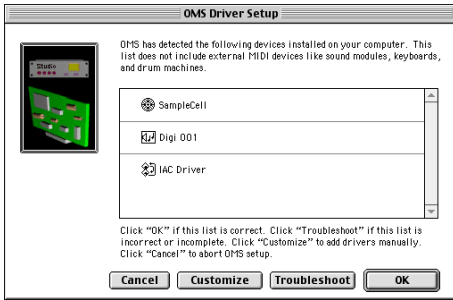 OMS Driver Setup
OMS has detected the following devices installed on your computer. This
list does not include external MIDI devices like sound modules, keyboards,
and drum machines.
Studio
SampleCell
Digi 001
IAC Driver
Click “OK” if this list is correct. Click “Troubleshoot” if this list is
incorrect or incomplete. Click “Customize” to add drivers manually.
Click “Cancel” to abort OMS setup.
Cancel Customize Troubleshoot OK